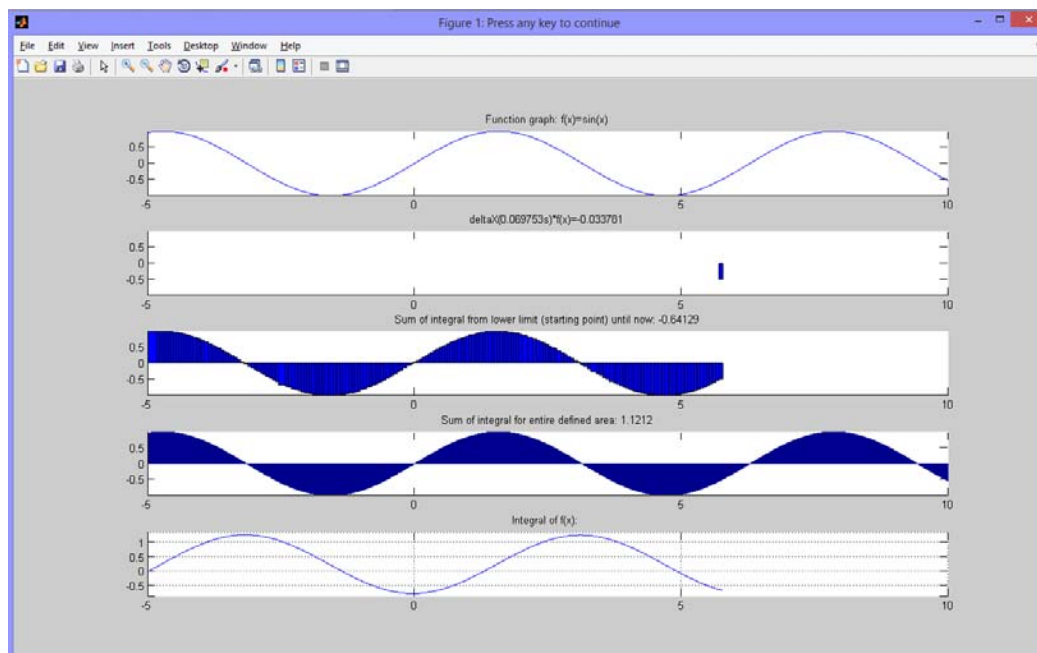 Figure 1: Press any key to continue
File Edit View Insert Tools Desktop Window Help
Function graph: f(x)=sin(x)
0.5
0
-0.5
-5 0 5 10
deltaX(0.069753s)*f(x)=-0.033781
0.5
0
-0.5
-5 0 5 10
Sum of integral from lower limit (starting point) until now: -0.64129
0.5
0
-0.5
-5 0 5 10
Sum of integral for entire defined area: 1.1212
0.5
0
-0.5
-5 0 5 10
Integral of f(x):
1
0.5
0
-0.5
-5 0 5 10